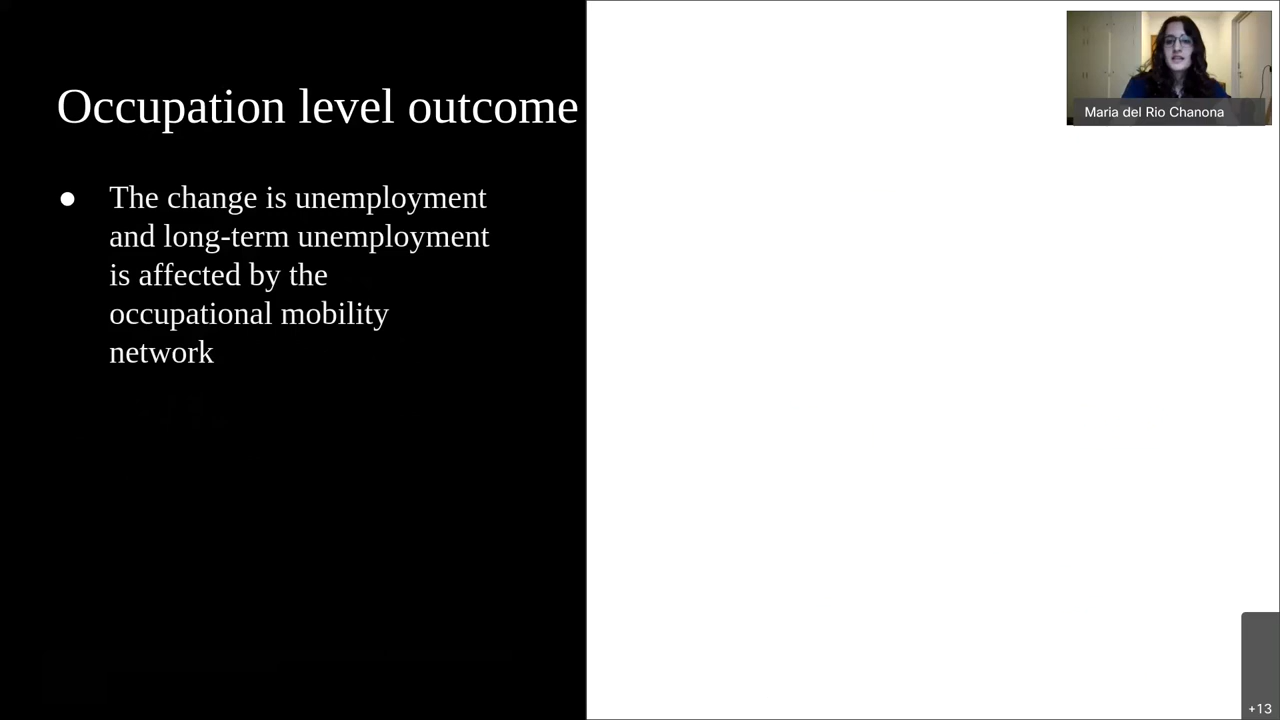 Occupation level outcome
● The change is unemployment
and long-term unemployment
is affected by the
occupational mobility
network
Maria del Rio Chanona
+13